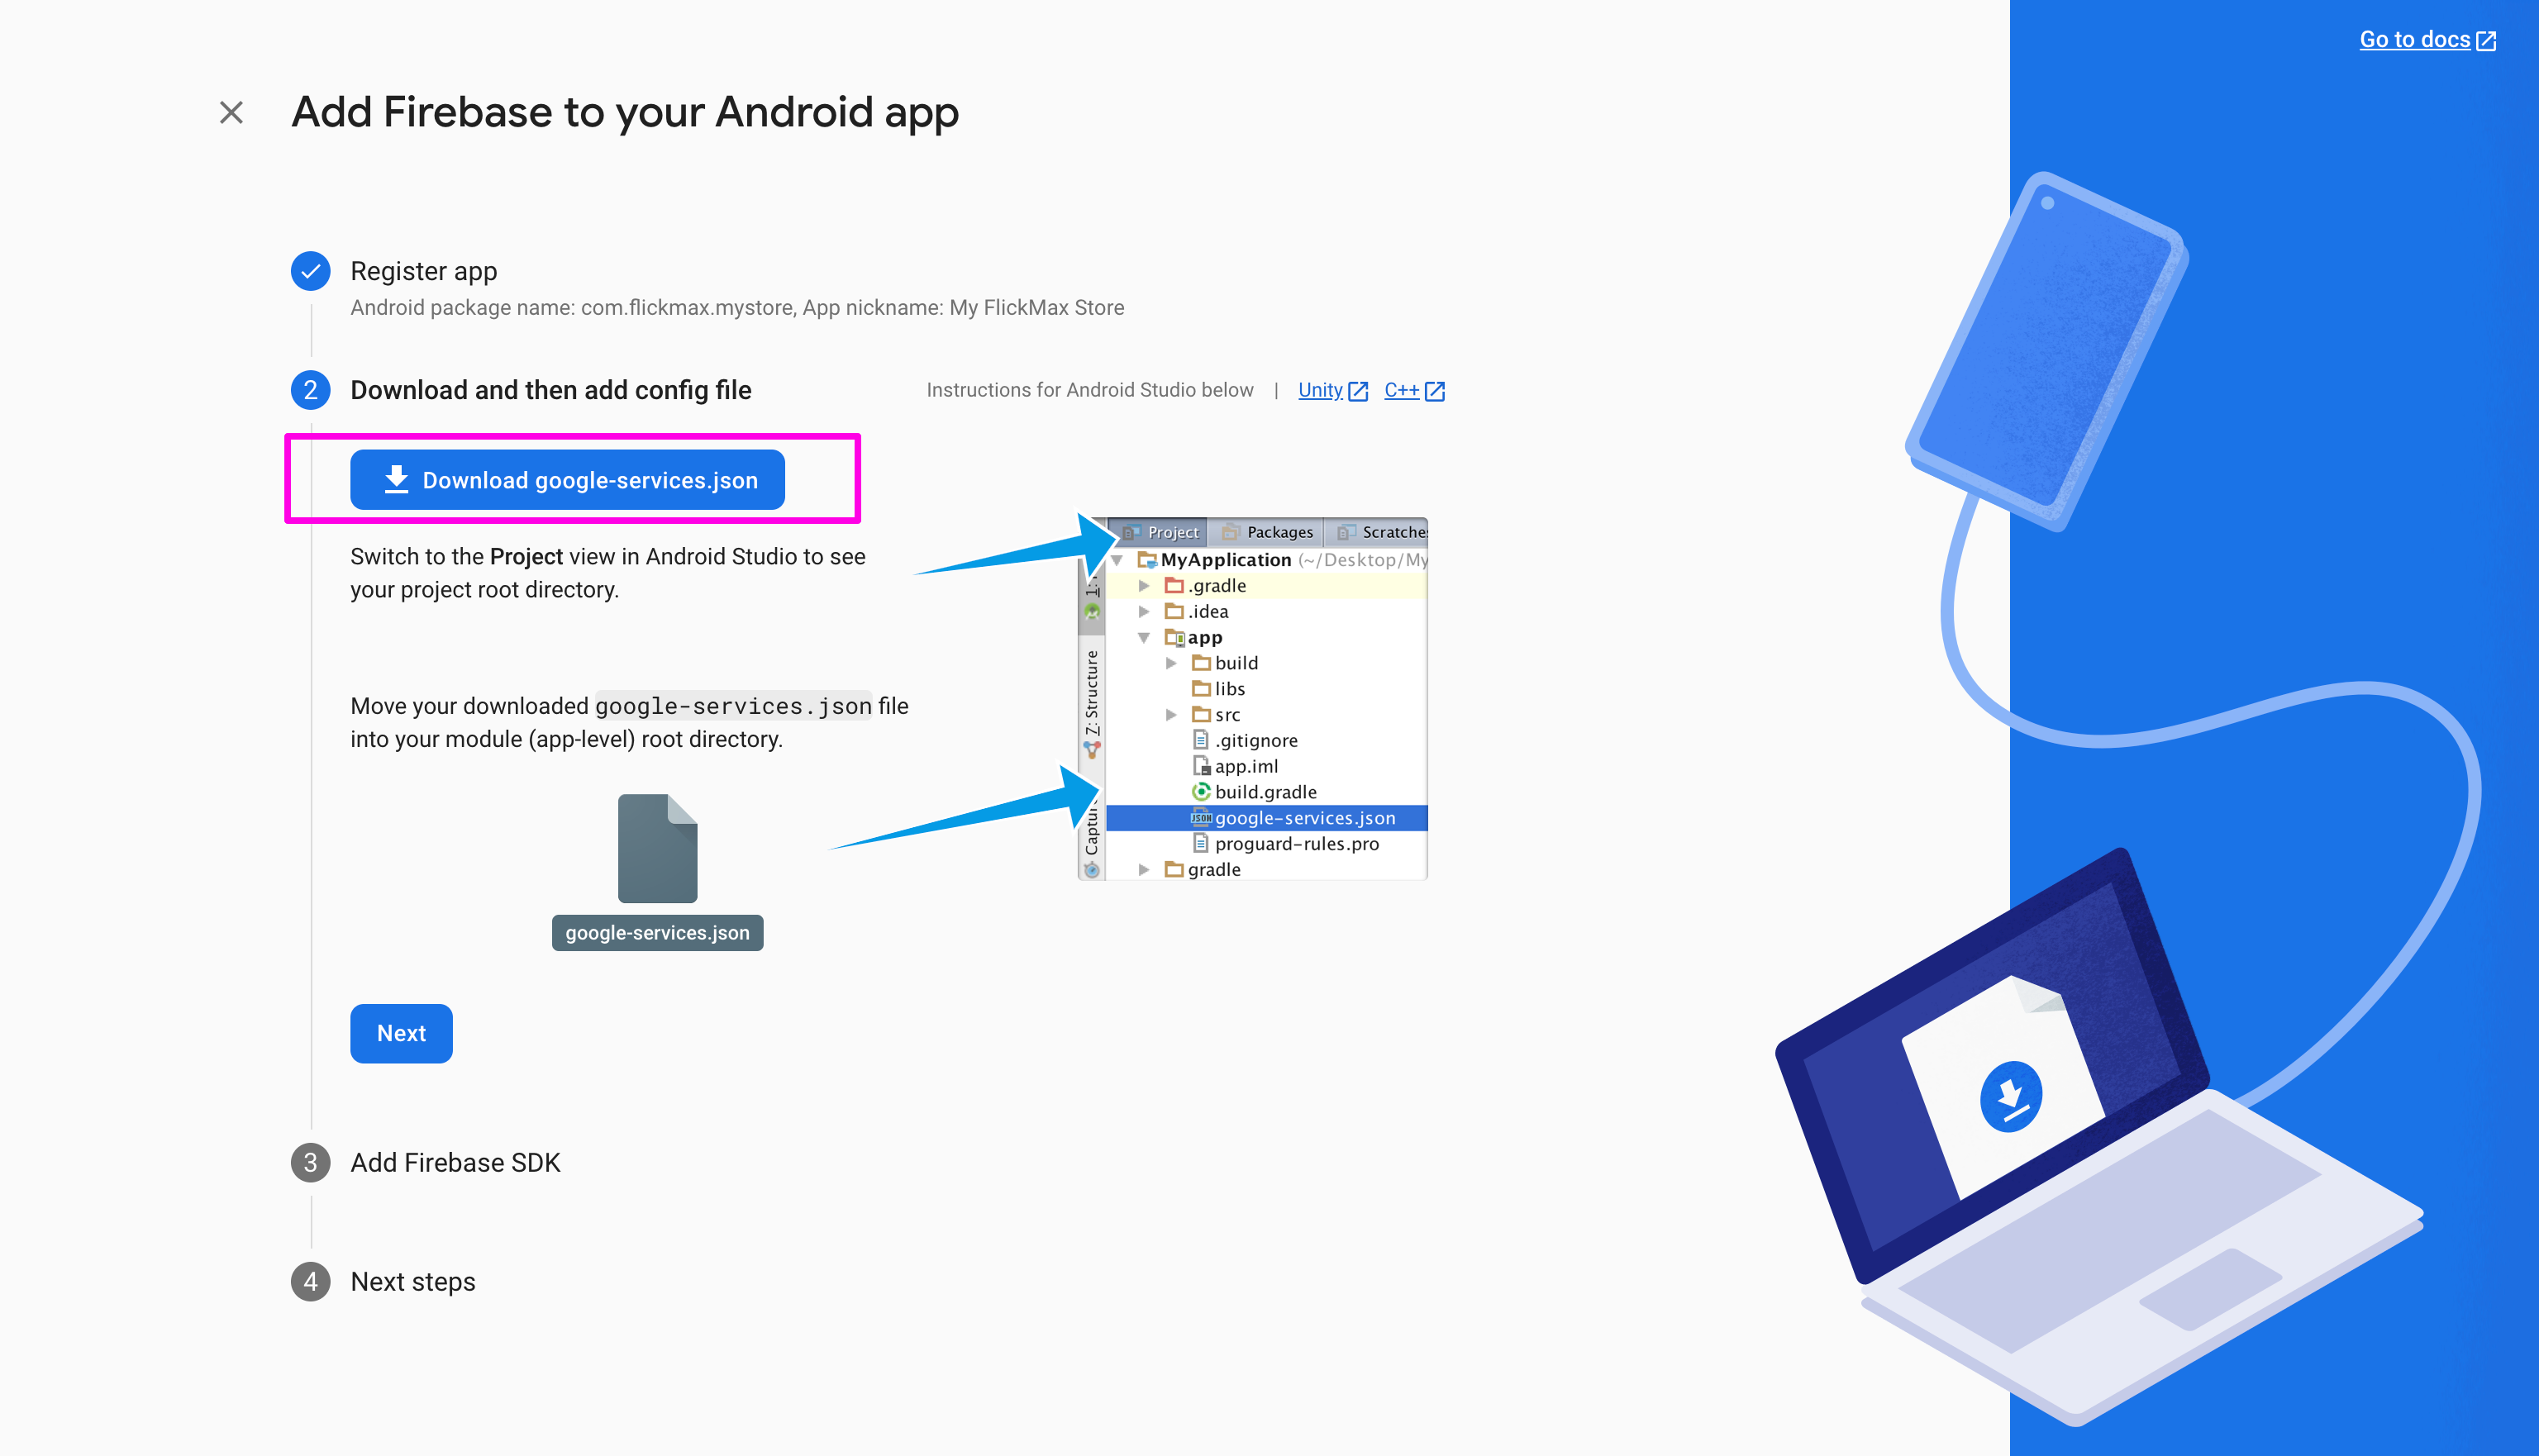 Go to docs
Add Firebase to your Android app
Register app
Android package name: com.flickmax.mystore, App nickname: My FlickMax Store
2
Download and then add config file
Instructions for Android Studio below | Unity C++
Download google-services.json
Switch to the Project view in Android Studio to see
your project root directory.
Move your downloaded google-services.json file
into your module (app-level) root directory.
google-services.json
Project Packages Scratche
MyApplication (~/Desktop/My
.gradle
.idea
app
build
libs
src
.gitignore
app.iml
build.gradle
JSON google-services.json
proguard-rules.pro
gradle
1:
7: Structure
Captur
Next
3
Add Firebase SDK
4
Next steps